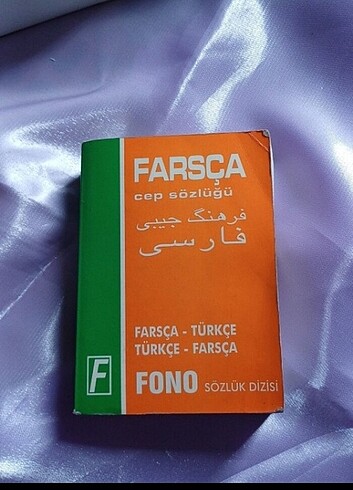 FARSÇA
cep sözlüğü
فرهنگ جیبی
فارسی
FARSÇA - TÜRKÇE
TÜRKÇE - FARSÇA
F FONO SÖZLÜK DİZİSİ